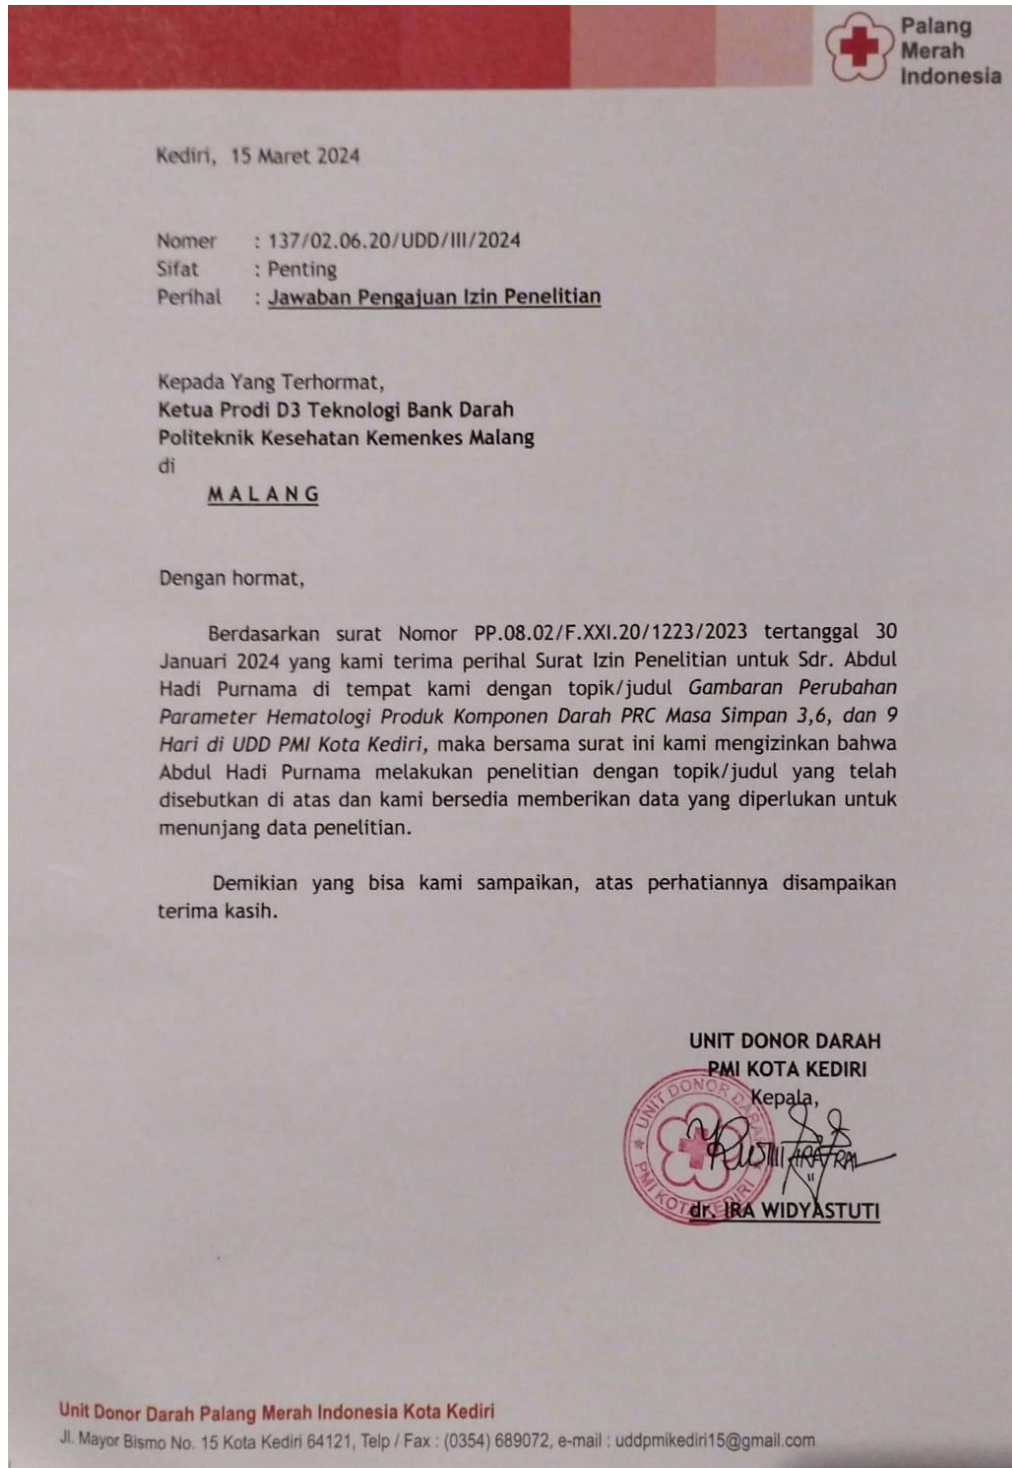 Palang
Merah
Indonesia
Kediri, 15 Maret 2024
Nomer : 137/02.06.20/UDD/III/2024
Sifat : Penting
Perihal : Jawaban Pengajuan Izin Penelitian
Kepada Yang Terhormat,
Ketua Prodi D3 Teknologi Bank Darah
Politeknik Kesehatan Kemenkes Malang
di
M A L A N G
Dengan hormat,
Berdasarkan surat Nomor PP.08.02/F.XXI.20/1223/2023 tertanggal 30
Januari 2024 yang kami terima perihal Surat Izin Penelitian untuk Sdr. Abdul
Hadi Purnama di tempat kami dengan topik/judul Gambaran Perubahan
Parameter Hematologi Produk Komponen Darah PRC Masa Simpan 3,6, dan 9
Hari di UDD PMI Kota Kediri, maka bersama surat ini kami mengizinkan bahwa
Abdul Hadi Purnama melakukan penelitian dengan topik/judul yang telah
disebutkan di atas dan kami bersedia memberikan data yang diperlukan untuk
menunjang data penelitian.
Demikian yang bisa kami sampaikan, atas perhatiannya disampaikan
terima kasih.
UNIT DONOR DARAH
PMI KOTA KEDIRI
Kepala,
UNIT DONOR DARAH
PMI KOTA KEDIRI
dr. IRA WIDYASTUTI
Unit Donor Darah Palang Merah Indonesia Kota Kediri
Jl. Mayor Bismo No. 15 Kota Kediri 64121, Telp / Fax : (0354) 689072, e-mail : uddpmikediri15@gmail.com